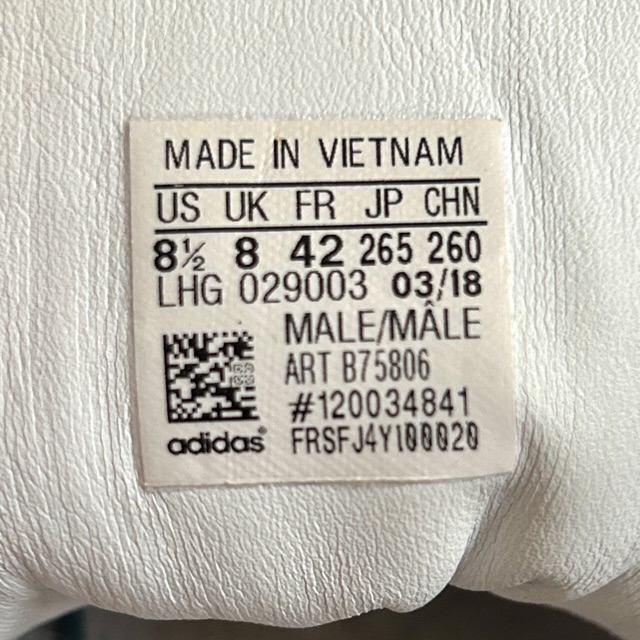 MADE IN VIETNAM
US UK FR JP CHN
8½ 8 42 265 260
LHG 029003 03/18
MALE/MÂLE
ART B75806
#120034841
adidas® FRSFJ4Y100020